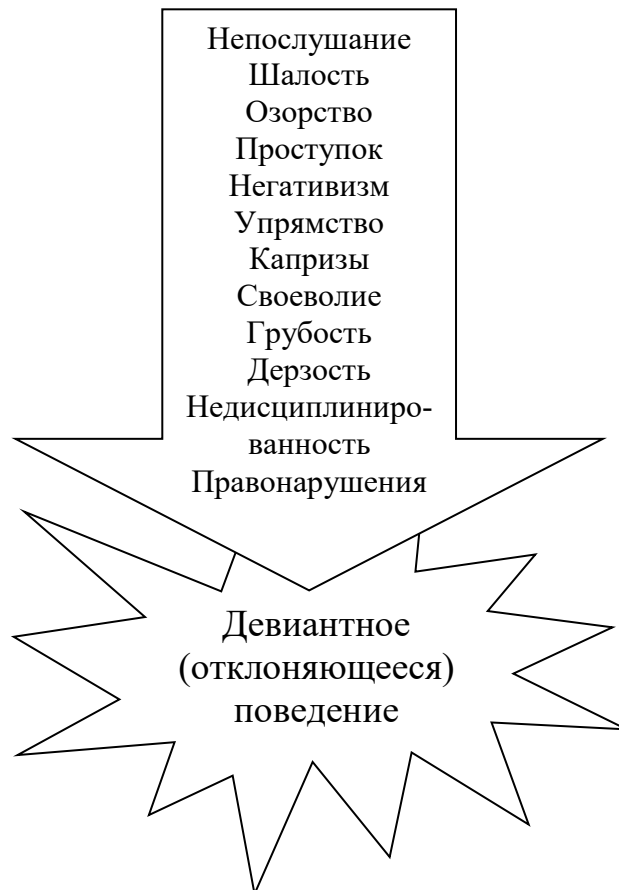 Непослушание
Шалость
Озорство
Проступок
Негативизм
Упрямство
Капризы
Своеволие
Грубость
Дерзость
Недисциплиниро-
ванность
Правонарушения
Девиантное
(отклоняющееся)
поведение